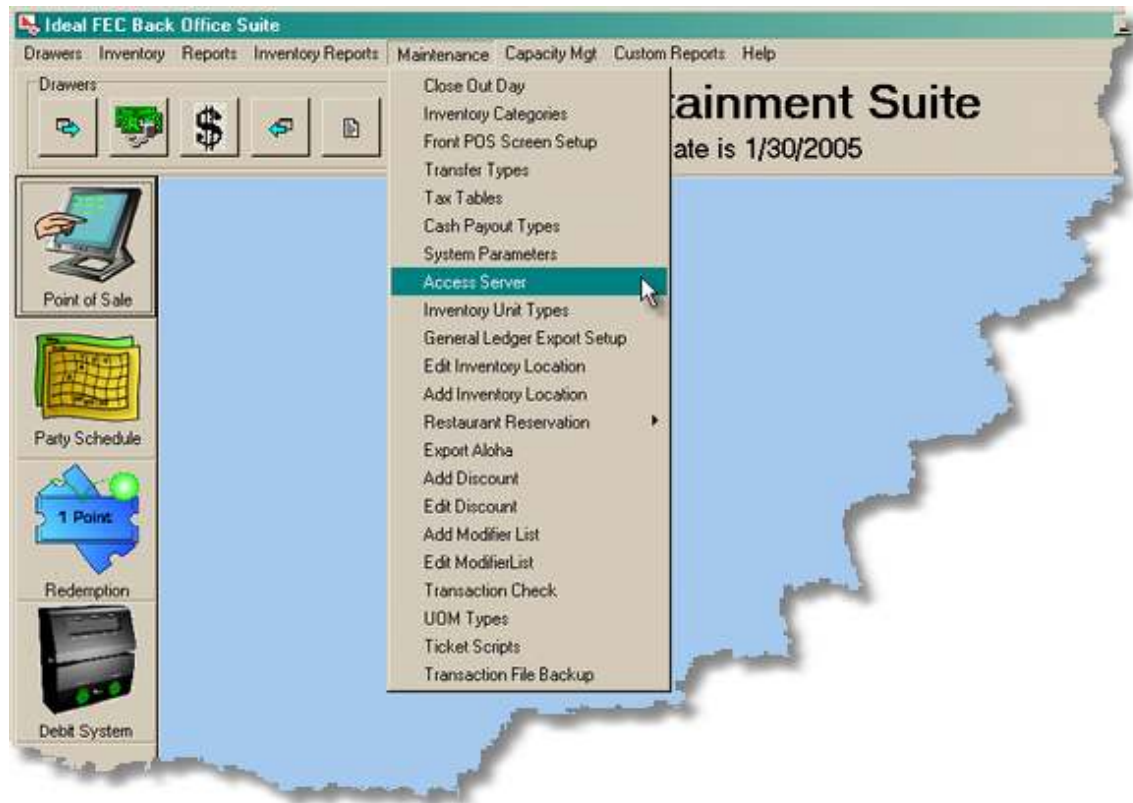 Ideal FEC Back Office Suite
Drawers Inventory Reports Inventory Reports Maintenance Capacity Mgt Custom Reports Help
Drawers
tainment Suite
ate is 1/30/2005
Close Out Day
Inventory Categories
Front POS Screen Setup
Transfer Types
Tax Tables
Cash Payout Types
System Parameters
Access Server
Inventory Unit Types
General Ledger Export Setup
Edit Inventory Location
Add Inventory Location
Restaurant Reservation
Export Aloha
Add Discount
Edit Discount
Add Modifier List
Edit ModifierList
Transaction Check
UOM Types
Ticket Scripts
Transaction File Backup
Point of Sale
Party Schedule
1 Point
Redemption
Debit System